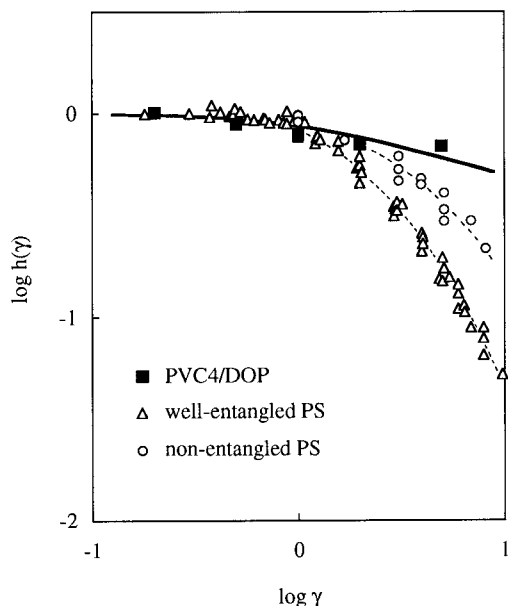 0
log h(γ)
-1
■ PVC4/DOP
△ well-entangled PS
○ non-entangled PS
-2
-1 0 1
log γ